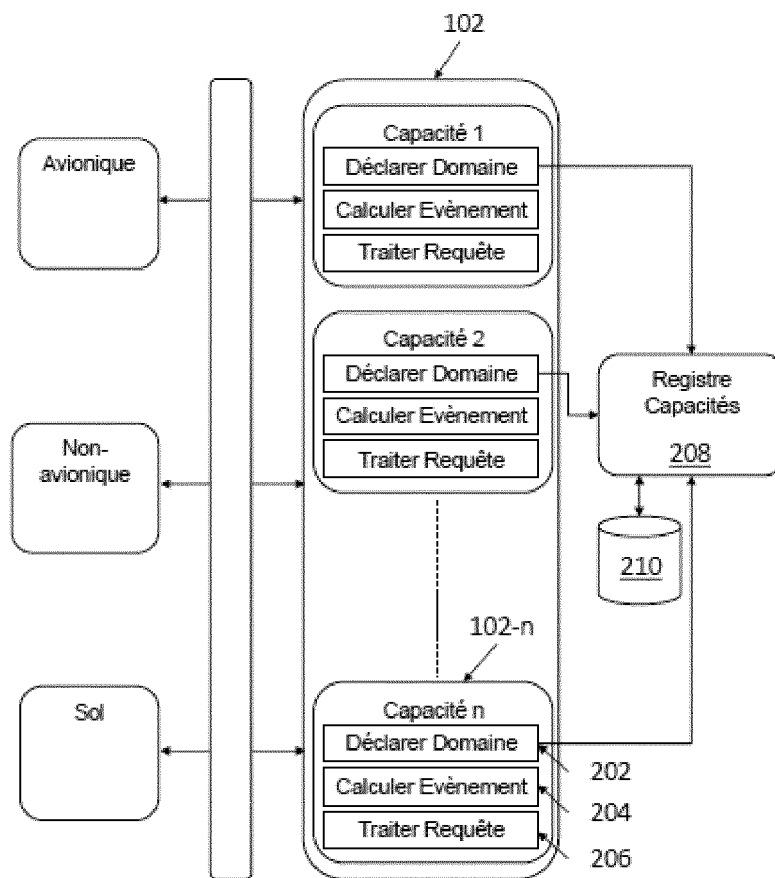 102
Capacité 1
Déclarer Domaine
Calculer Evènement
Traiter Requête
Avionique
Capacité 2
Déclarer Domaine
Calculer Evènement
Traiter Requête
Registre
Capacités
208
Non-
avionique
210
102-n
Sol
Capacité n
Déclarer Domaine
Calculer Evènement
Traiter Requête
202
204
206